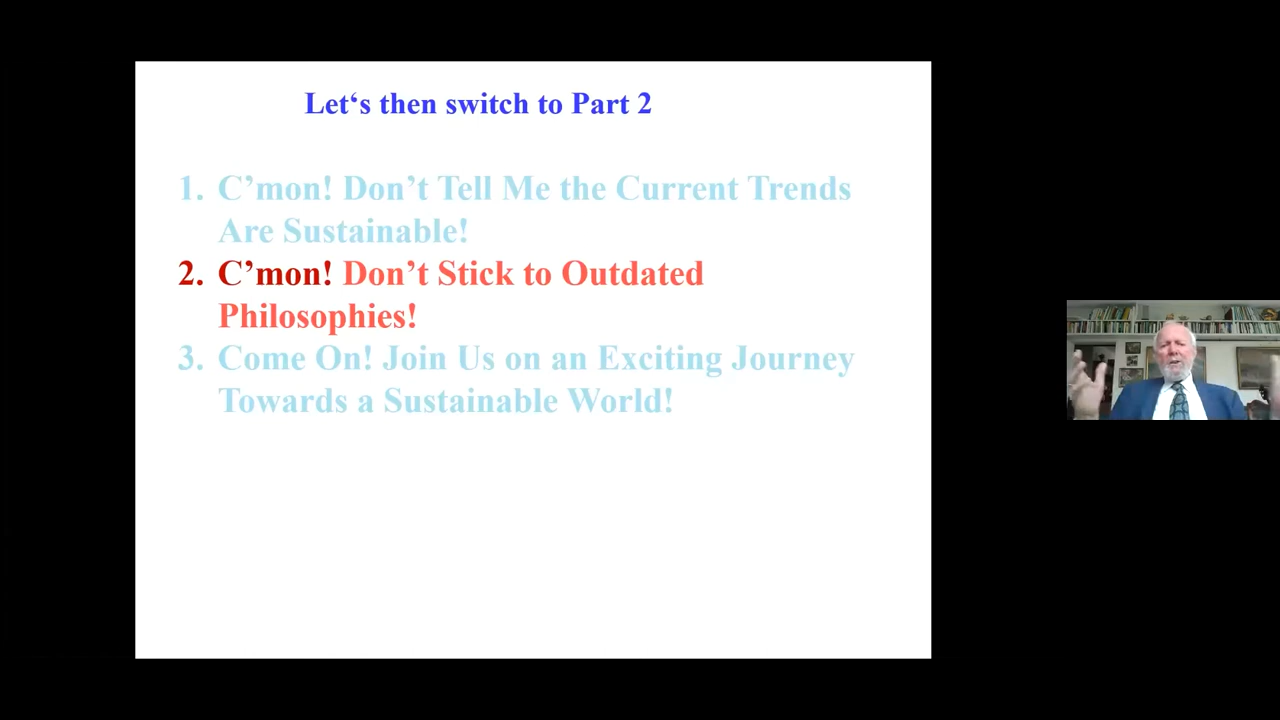 Let‘s then switch to Part 2
1. C’mon! Don’t Tell Me the Current Trends
Are Sustainable!
2. C’mon! Don’t Stick to Outdated
Philosophies!
3. Come On! Join Us on an Exciting Journey
Towards a Sustainable World!